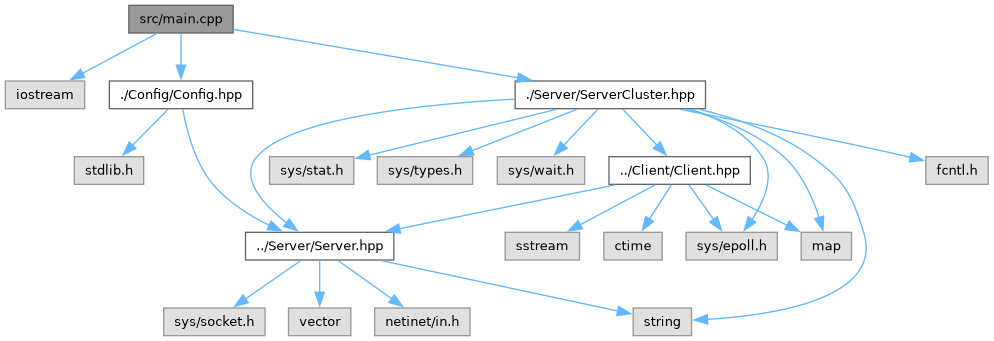 src/main.cpp
iostream
./Config/Config.hpp
./Server/ServerCluster.hpp
stdlib.h
sys/stat.h
sys/types.h
sys/wait.h
../Client/Client.hpp
fcntl.h
../Server/Server.hpp
sstream
ctime
sys/epoll.h
map
sys/socket.h
vector
netinet/in.h
string